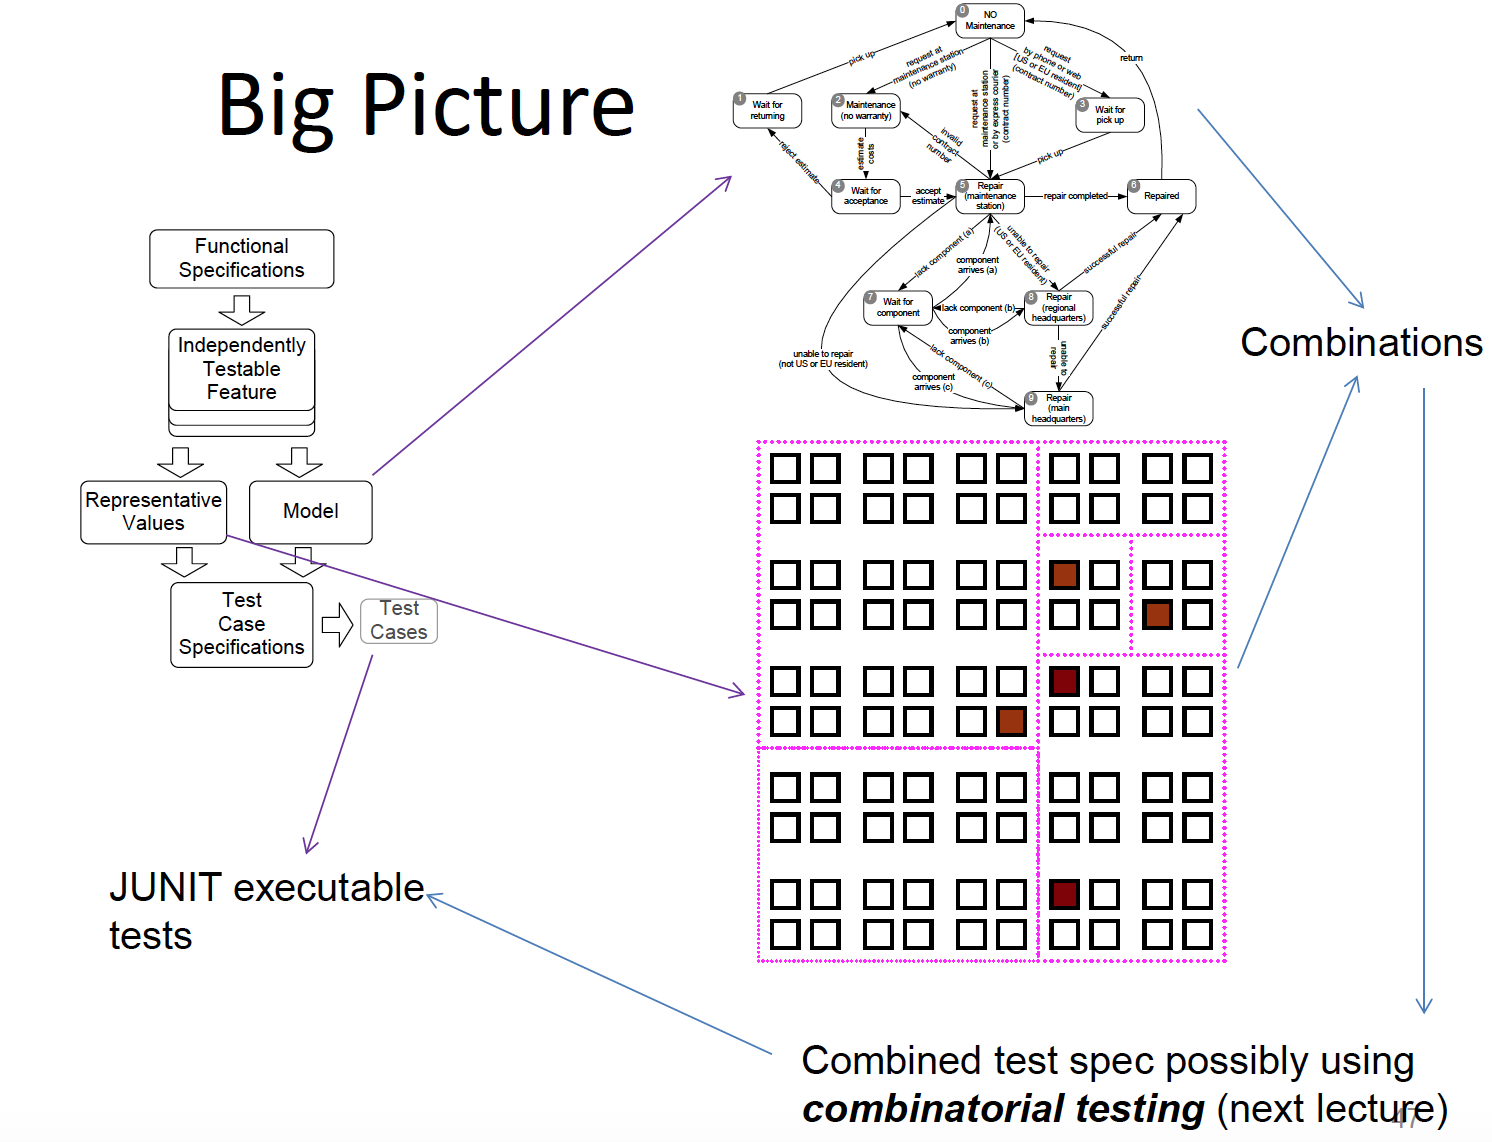 Big Picture
Functional
Specifications
Independently
Testable
Feature
Representative
Values
Model
Test
Case
Specifications
Test
Cases
JUNIT executable
tests
0
NO
Maintenance
pick up
request at
maintenance station
(no warranty)
request at
maintenance station
or by express courier
(contract number)
request
by phone or web
[US or EU resident]
(contract number)
return
1
Wait for
returning
2
Maintenance
(no warranty)
3
Wait for
pick up
reject estimate
estimate
costs
invalid
contract
number
pick up
4
Wait for
acceptance
accept
estimate
5
Repair
(maintenance
station)
repair completed
6
Repaired
lack component (a)
component
arrives (a)
unable to repair
(US or EU resident)
successful repair
7
Wait for
component
lack component (b)
component
arrives (b)
8
Repair
(regional
headquarters)
successful repair
unable to repair
(not US or EU resident)
lack component (c)
component
arrives (c)
unable to
repair
9
Repair
(main
headquarters)
Combinations
Combined test spec possibly using
combinatorial testing (next lecture)
47